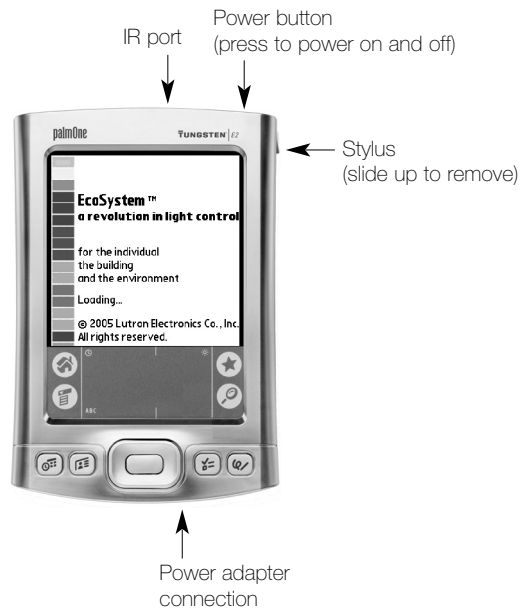 Power button
(press to power on and off)
IR port
palmOne
TUNGSTEN | E2
Stylus
(slide up to remove)
EcoSystem ™
a revolution in light control
for the individual
the building
and the environment
Loading...
© 2005 Lutron Electronics Co., Inc.
All rights reserved.
ABC
Power adapter
connection